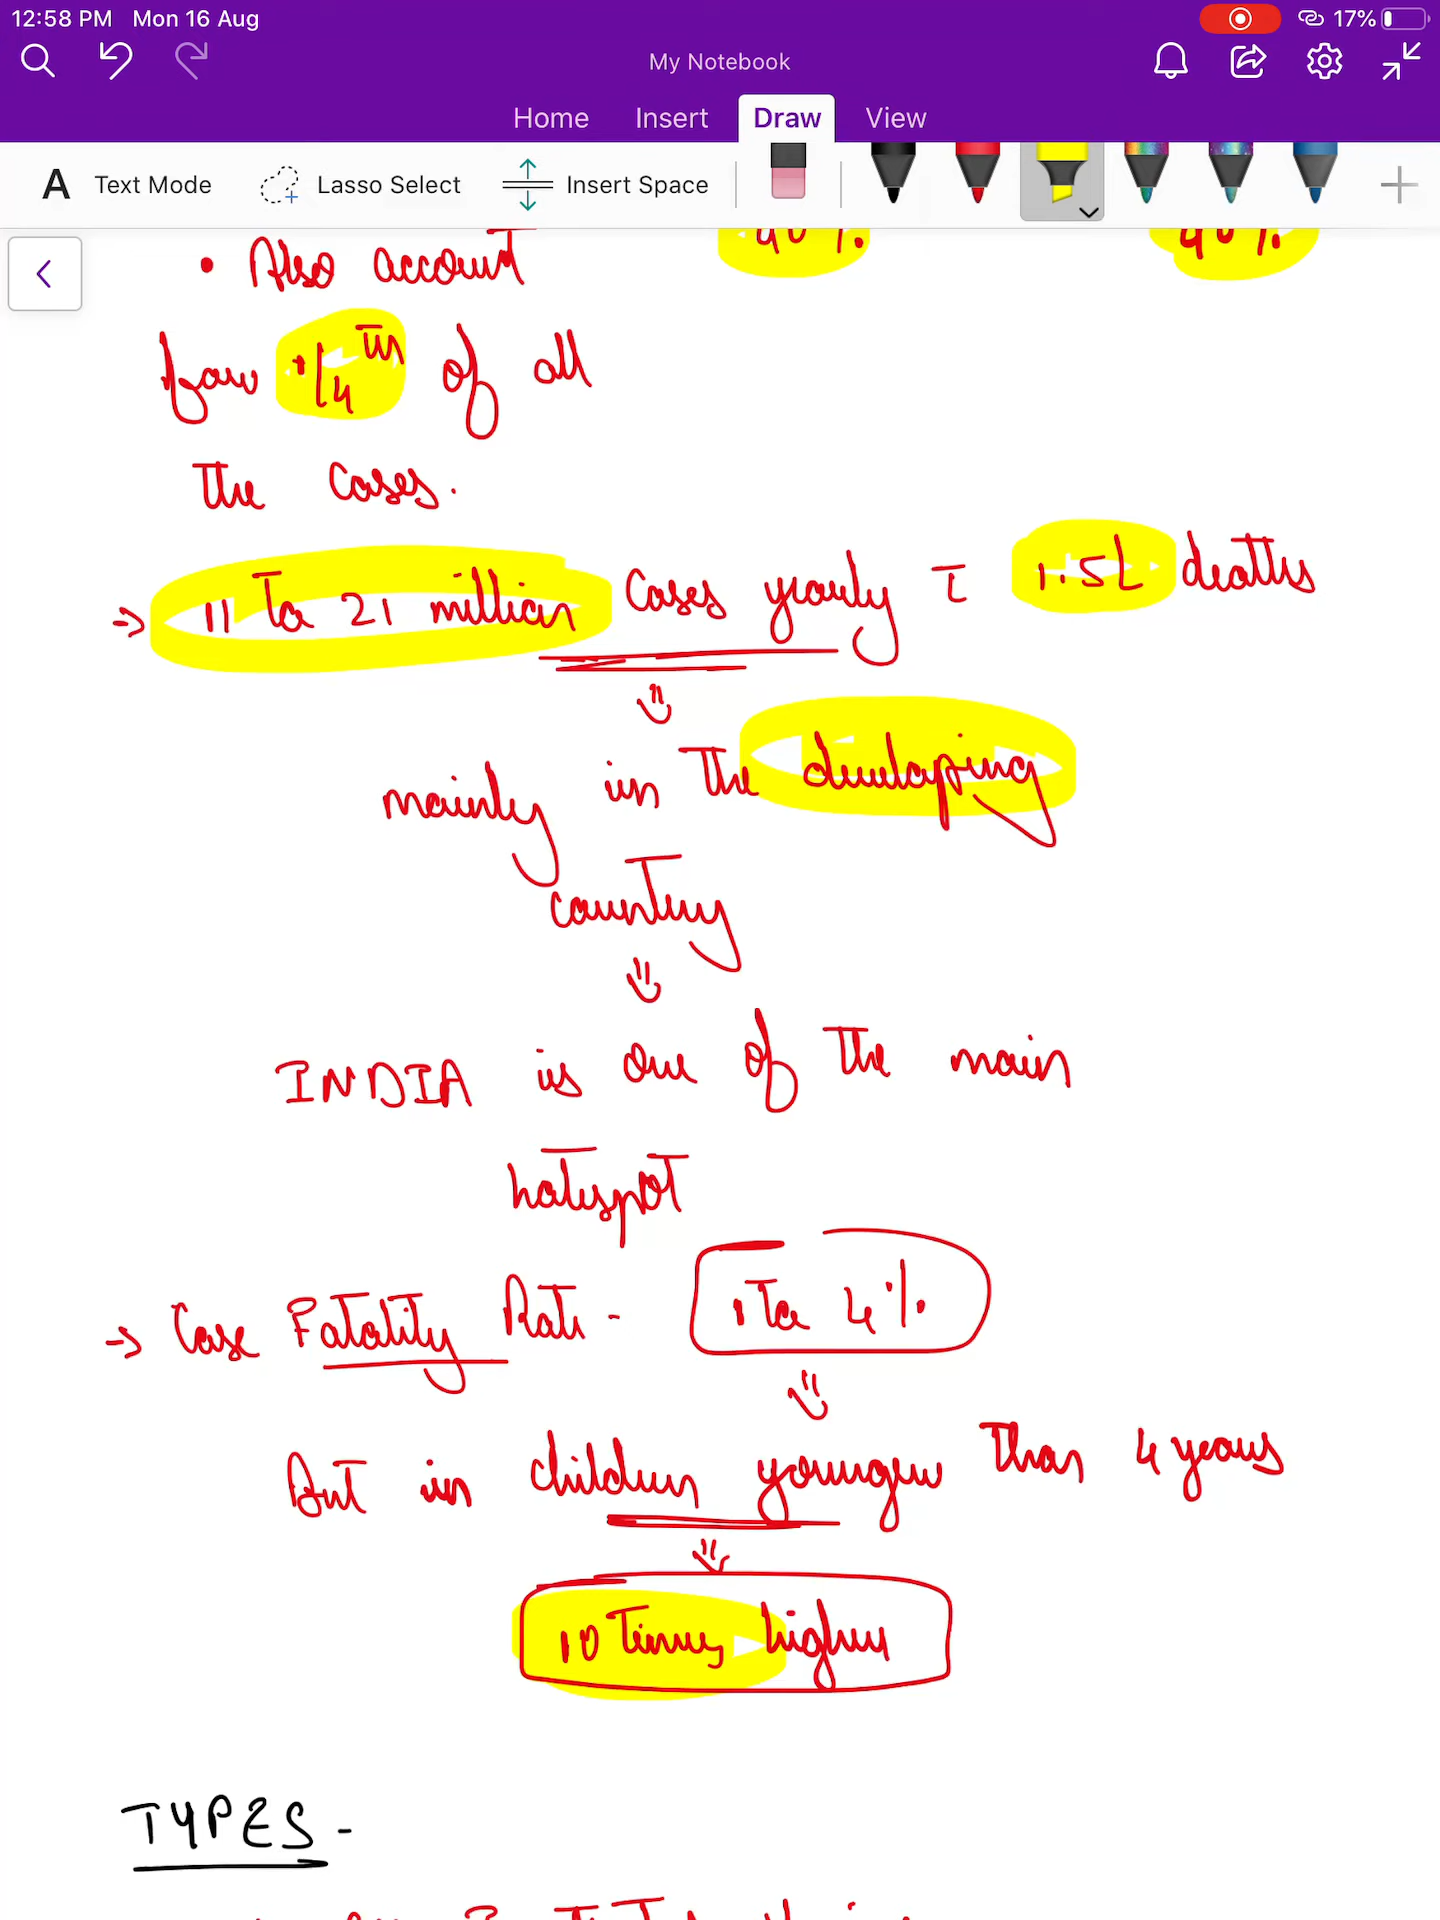 12:58 PM Mon 16 Aug 17%
My Notebook
Home Insert Draw View
A Text Mode Lasso Select Insert Space
• Also account 40%. 40%.
for 1/4th of all
the cases.
→ 11 to 21 million cases yearly c̄ 1.5L deaths
mainly in the developing
country
INDIA is one of the main
hotspot
→ Case Fatality Rate - 1 to 4%
But in children younger than 4 years
10 times higher
TYPES -